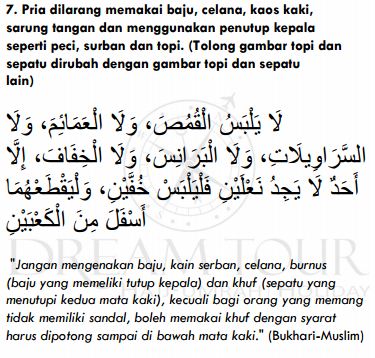 7. Pria dilarang memakai baju, celana, kaos kaki,
sarung tangan dan menggunakan penutup kepala
seperti peci, surban dan topi. (Tolong gambar topi dan
sepatu dirubah dengan gambar topi dan sepatu
lain)
لَا يَلْبَسُ الْقُمُصَ، وَلَا الْعَمَائِمَ، وَلَا
السَّرَاوِيلَاتِ، وَلَا الْبَرَانِسَ، وَلَا الْخِفَافَ، إِلَّا
أَحَدٌ لَا يَجِدُ نَعْلَيْنِ فَلْيَلْبَسْ خُفَّيْنِ، وَلْيَقْطَعْهُمَا
أَسْفَلَ مِنَ الْكَعْبَيْنِ
DREAM TOUR
"Jangan mengenakan baju, kain serban, celana, burnus
(baju yang memeliki tutup kepala) dan khuf (sepatu yang
menutupi kedua mata kaki), kecuali bagi orang yang memang
tidak memiliki sandal, boleh memakai khuf dengan syarat
harus dipotong sampai di bawah mata kaki." (Bukhari-Muslim)